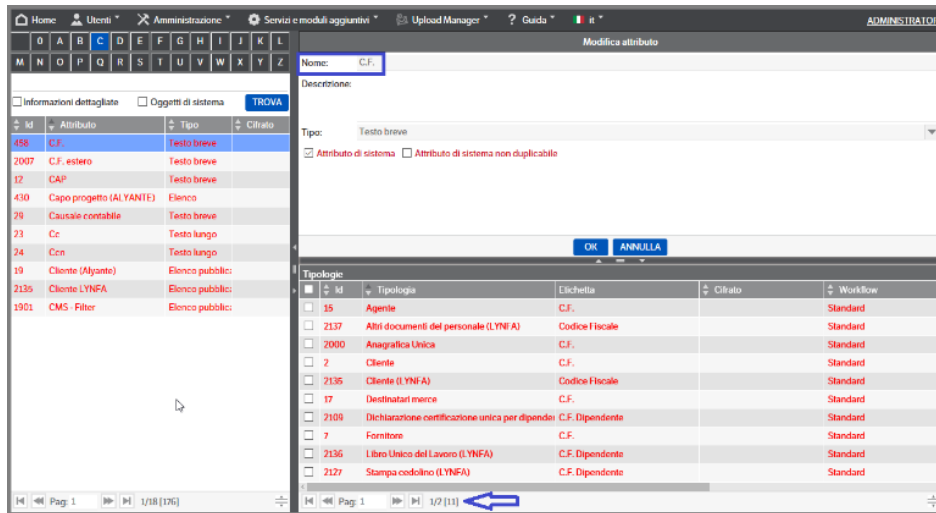 Home Utenti Amministrazione Servizi e moduli aggiuntivi Upload Manager ? Guida it ADMINISTRATOR
0 A B C D E F G H I J K L
M N O P Q R S T U V W X Y Z
Informazioni dettagliate Oggetti di sistema TROVA
Id Attributo Tipo Cifrato
458 C.F. Testo breve
2007 C.F. estero Testo breve
12 CAP Testo breve
430 Capo progetto (ALYANTE) Elenco
29 Causale contabile Testo breve
23 Cc Testo lungo
24 Ccn Testo lungo
19 Cliente (Alyante) Elenco pubblic
2135 Cliente LYNFA Elenco pubblic
1901 CMS - Filter Elenco pubblic
Pag: 1 1/18 [176]
Modifica attributo
Nome: C.F.
Descrizione:
Tipo: Testo breve
Attributo di sistema Attributo di sistema non duplicabile
OK ANNULLA
Tipologie
Id Tipologia Etichetta Cifrato Workflow
15 Agente C.F. Standard
2137 Altri documenti del personale (LYNFA) Codice Fiscale Standard
2000 Anagrafica Unica C.F. Standard
2 Cliente C.F. Standard
2135 Cliente (LYNFA) Codice Fiscale Standard
17 Destinatari merce C.F. Standard
2109 Dichiarazione certificazione unica per dipende C.F. Dipendente Standard
7 Fornitore C.F. Standard
2136 Libro Unico del Lavoro (LYNFA) C.F. Dipendente Standard
2127 Stampa cedolino (LYNFA) C.F. Dipendente Standard
Pag: 1 1/2 [11]